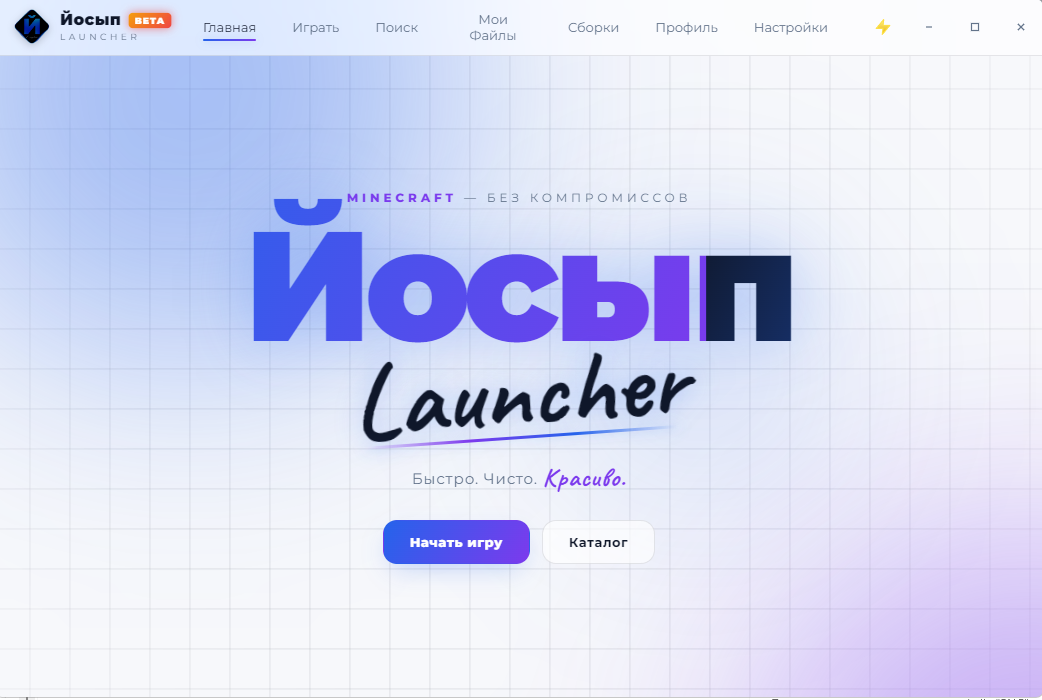 Йосып BETA
LAUNCHER
Главная
Играть
Поиск
Мои
Файлы
Сборки
Профиль
Настройки
MINECRAFT — БЕЗ КОМПРОМИССОВ
Йосып
Launcher
Быстро. Чисто. Красиво.
Начать игру
Каталог